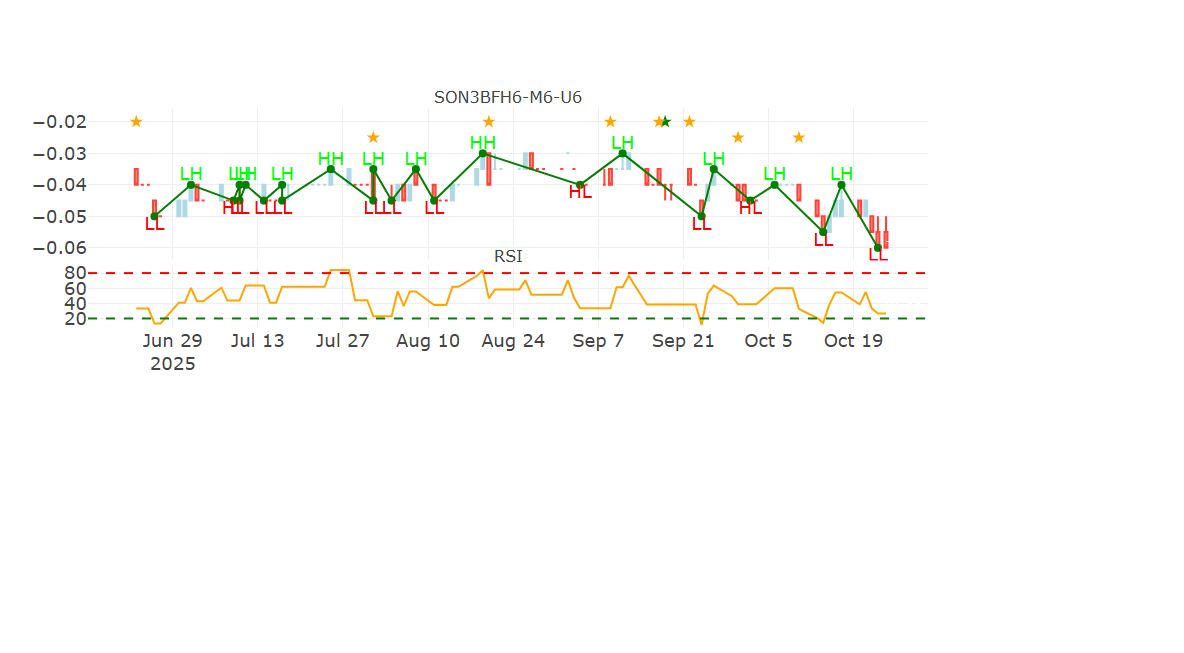 SON3BFH6-M6-U6
−0.02
−0.03
−0.04
−0.05
−0.06
HH
LH
LH
HH
LH
LH
LH
LH
LH
LH
LH
LH
LH
HL
HL
HL
LL
LL
LL
LL
LL
LL
LL
LL
LL
LL
LL
RSI
80
60
40
20
Jun 29
2025
Jul 13
Jul 27
Aug 10
Aug 24
Sep 7
Sep 21
Oct 5
Oct 19